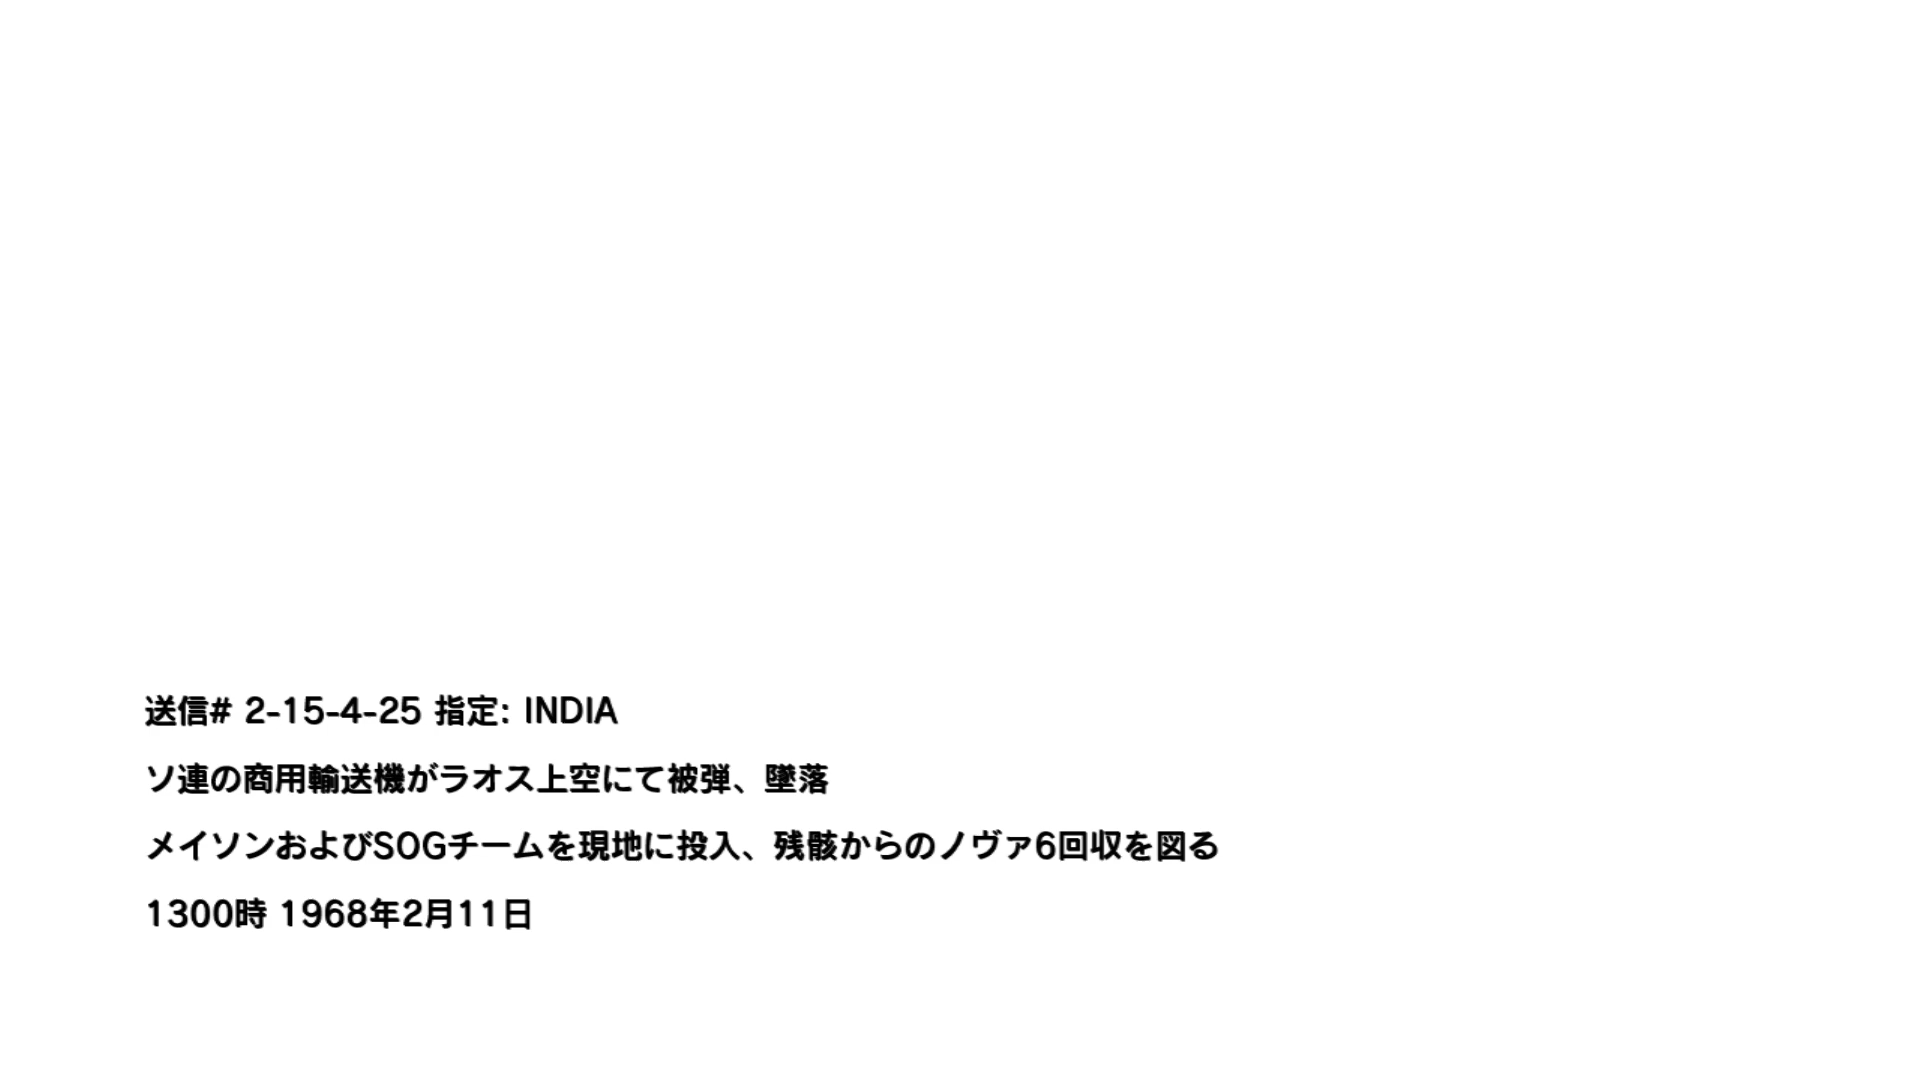 送信# 2-15-4-25 指定: INDIA
ソ連の商用輸送機がラオス上空にて被弾、墜落
メイソンおよびSOGチームを現地に投入、残骸からのノヴァ6回収を図る
1300時 1968年2月11日